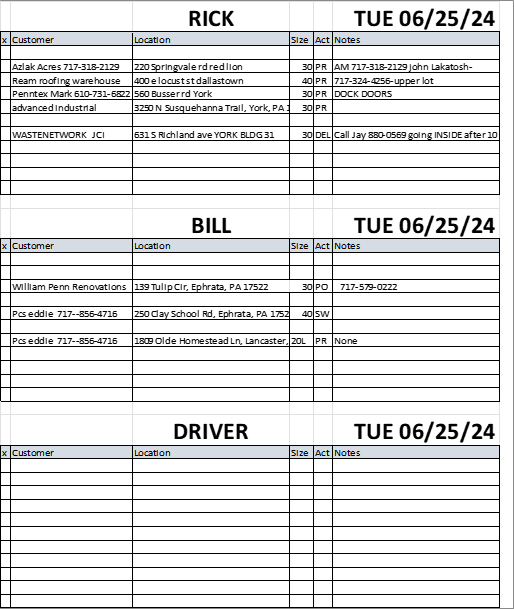 RICK TUE 06/25/24
x Customer Location Size Act Notes
Azlak Acres 717-318-2129 220 Springvale rd red lion 30 PR AM 717-318-2129 John Lakatosh-
Ream roofing warehouse 400 e locust st dallastown 40 PR 717-324-4256-upper lot
Penntex Mark 610-731-6822 560 Busser rd York 30 PR DOCK DOORS
advanced industrial 3250 N Susquehanna Trail, York, PA 1 30 PR
WASTENETWORK JCI 631 S Richland ave YORK BLDG 31 30 DEL Call Jay 880-0569 going INSIDE after 10
BILL TUE 06/25/24
x Customer Location Size Act Notes
William Penn Renovations 139 Tulip Cir, Ephrata, PA 17522 30 PO 717-579-0222
Pcs eddie 717--856-4716 250 Clay School Rd, Ephrata, PA 1752 40 SW
Pcs eddie 717--856-4716 1809 Olde Homestead Ln, Lancaster, 20L PR None
DRIVER TUE 06/25/24
x Customer Location Size Act Notes